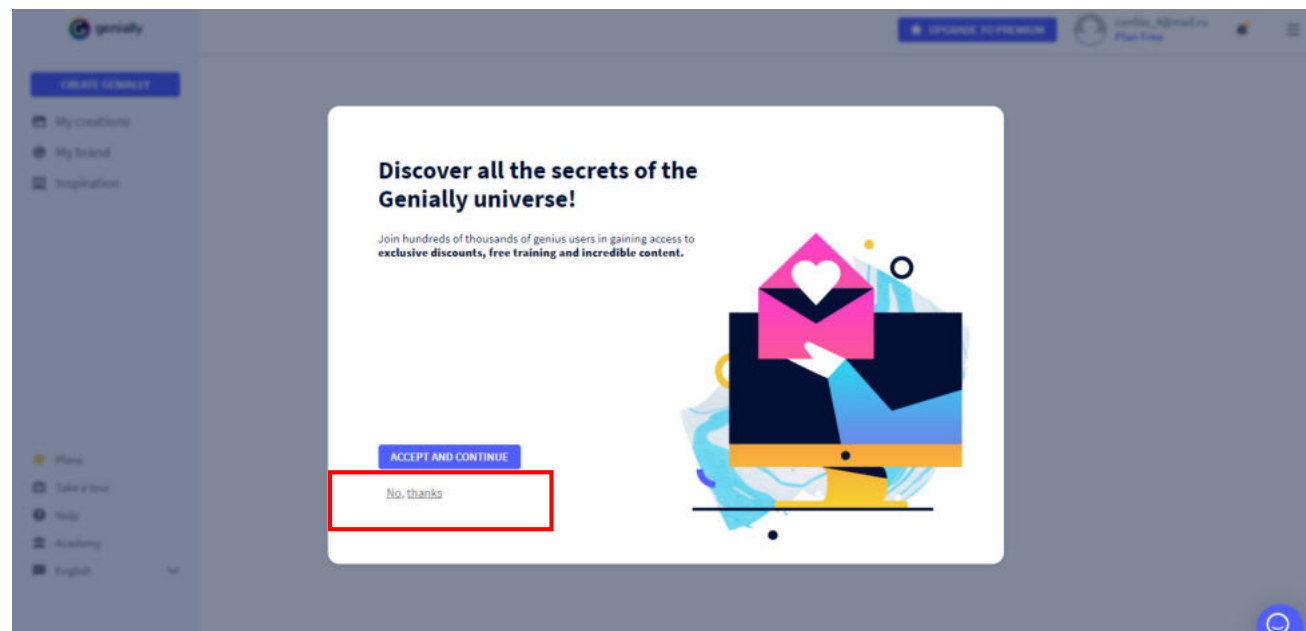 genially
UPGRADE TO PREMIUM
Plan Free
CREATE GENIALLY
My creations
My brand
Inspiration
Discover all the secrets of the
Genially universe!
Join hundreds of thousands of genius users in gaining access to
exclusive discounts, free training and incredible content.
ACCEPT AND CONTINUE
No, thanks
Plans
Take a tour
Help
Academy
English